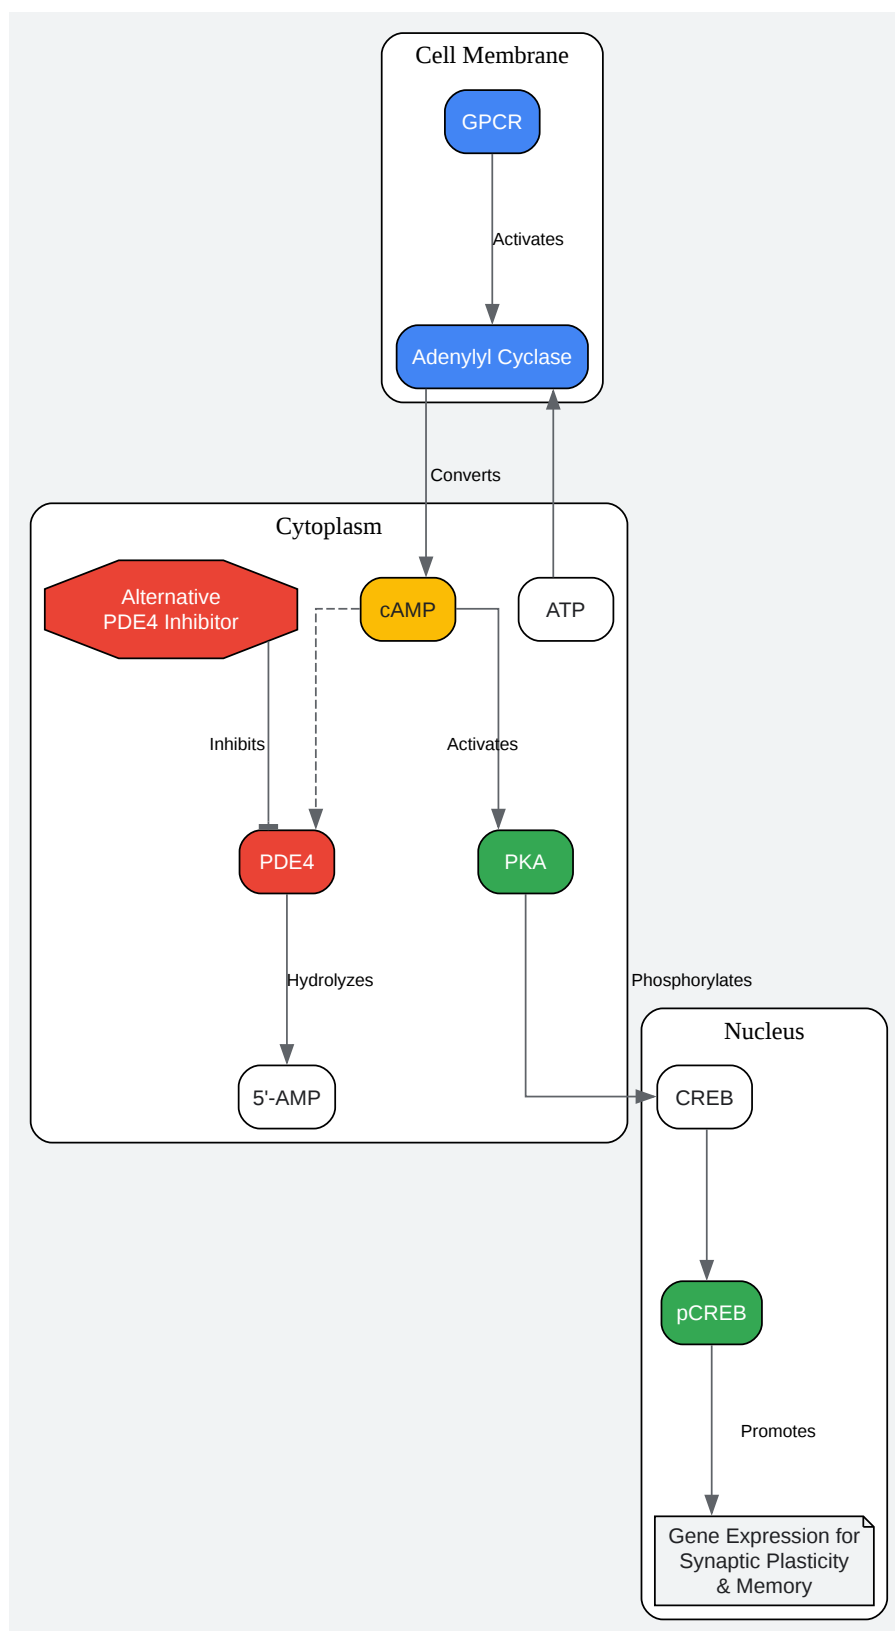 Cell Membrane
GPCR
Activates
Adenylyl Cyclase
Converts
Cytoplasm
Alternative
PDE4 Inhibitor
cAMP
ATP
Inhibits
Activates
PDE4
PKA
Hydrolyzes
Phosphorylates
Nucleus
5'-AMP
CREB
pCREB
Promotes
Gene Expression for
Synaptic Plasticity
& Memory